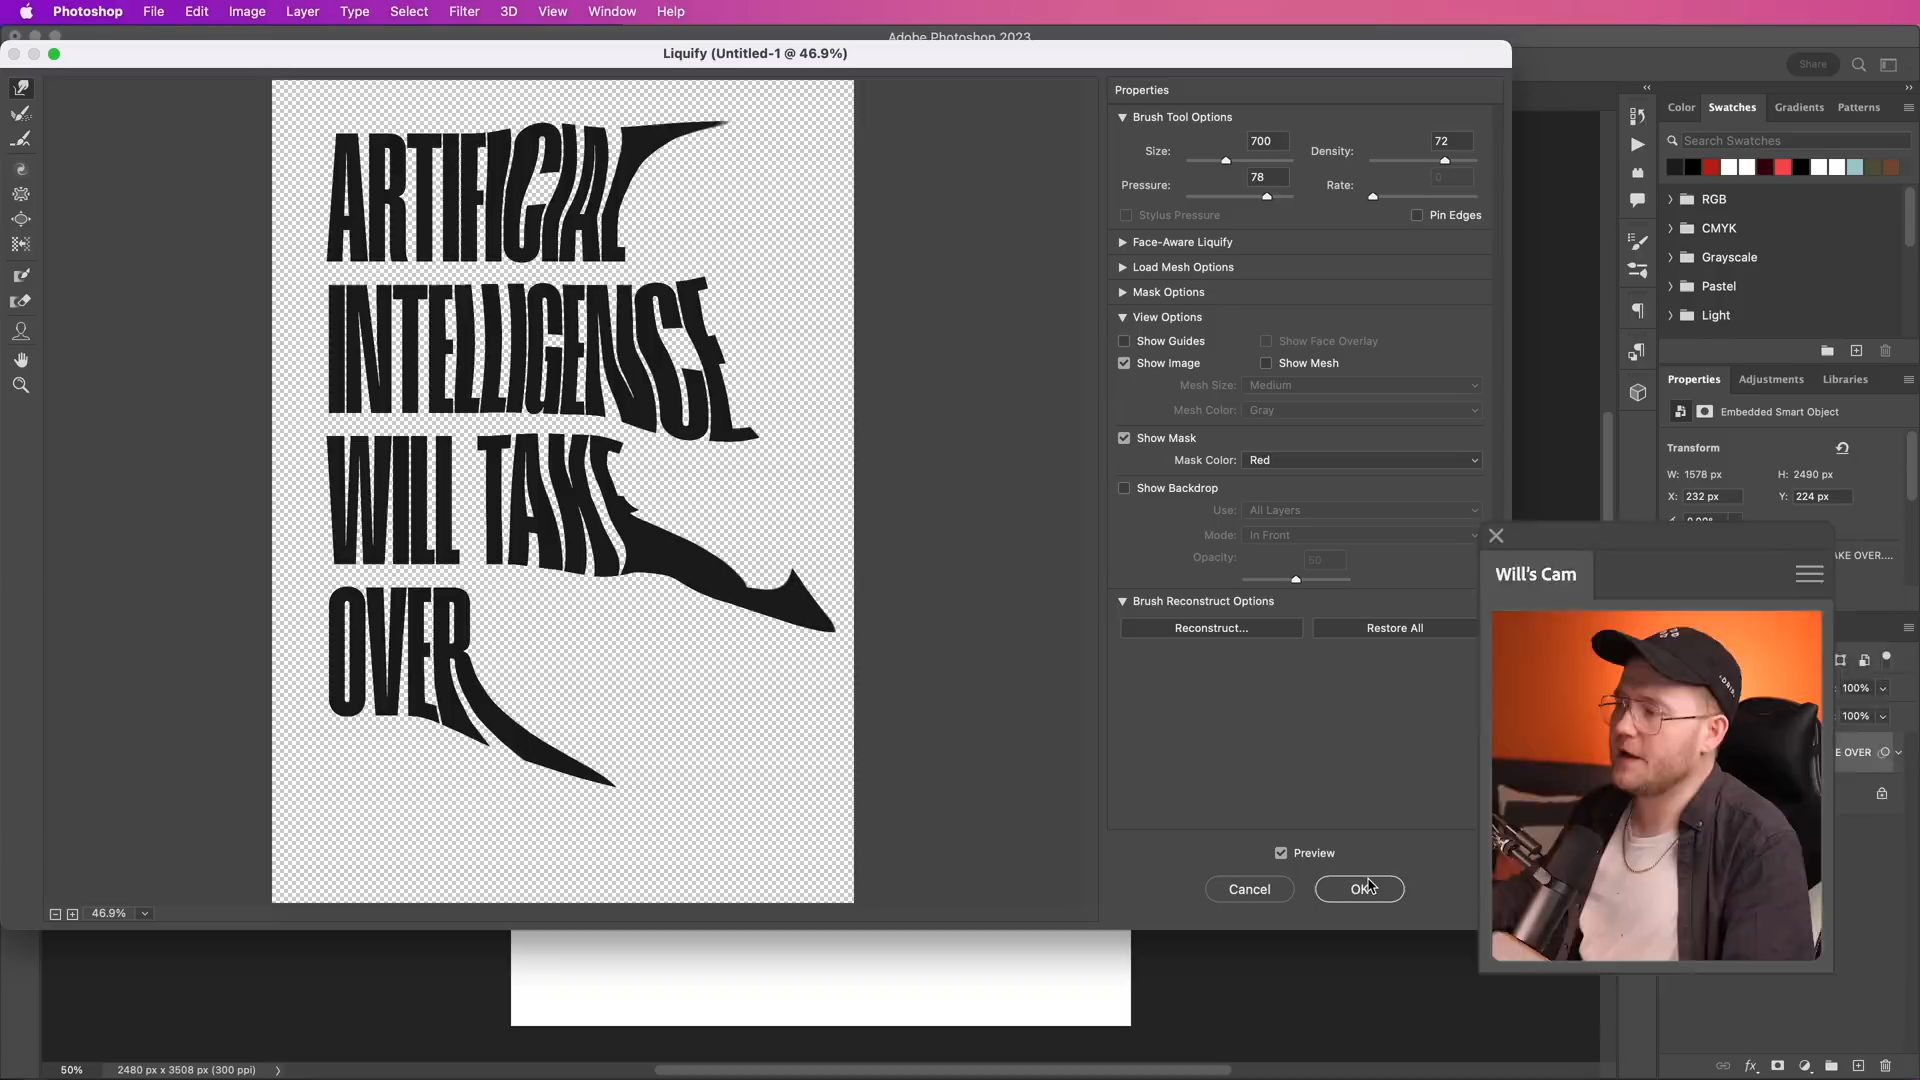 Photoshop File Edit Image Layer Type Select Filter 3D View Window Help
Adobe Photoshop 2023
Liquify (Untitled-1 @ 46.9%)
Share
ARTIFICIAL
INTELLIGENCE
WILL TAKE
OVER
46.9%
Properties
Brush Tool Options
Size: 700 Density: 72
Pressure: 78 Rate: 0
Stylus Pressure Pin Edges
Face-Aware Liquify
Load Mesh Options
Mask Options
View Options
Show Guides Show Face Overlay
Show Image Show Mesh
Mesh Size: Medium
Mesh Color: Gray
Show Mask
Mask Color: Red
Show Backdrop
Use: All Layers
Mode: In Front
Opacity: 50
Brush Reconstruct Options
Reconstruct... Restore All
Preview
Cancel OK
Color Swatches Gradients Patterns
Search Swatches
RGB
CMYK
Grayscale
Pastel
Light
Properties Adjustments Libraries
Embedded Smart Object
Transform
W: 1578 px H: 2490 px
X: 232 px Y: 224 px
AKE OVER....
Will's Cam
100%
100%
E OVER
50% 2480 px x 3508 px (300 ppi)
fx